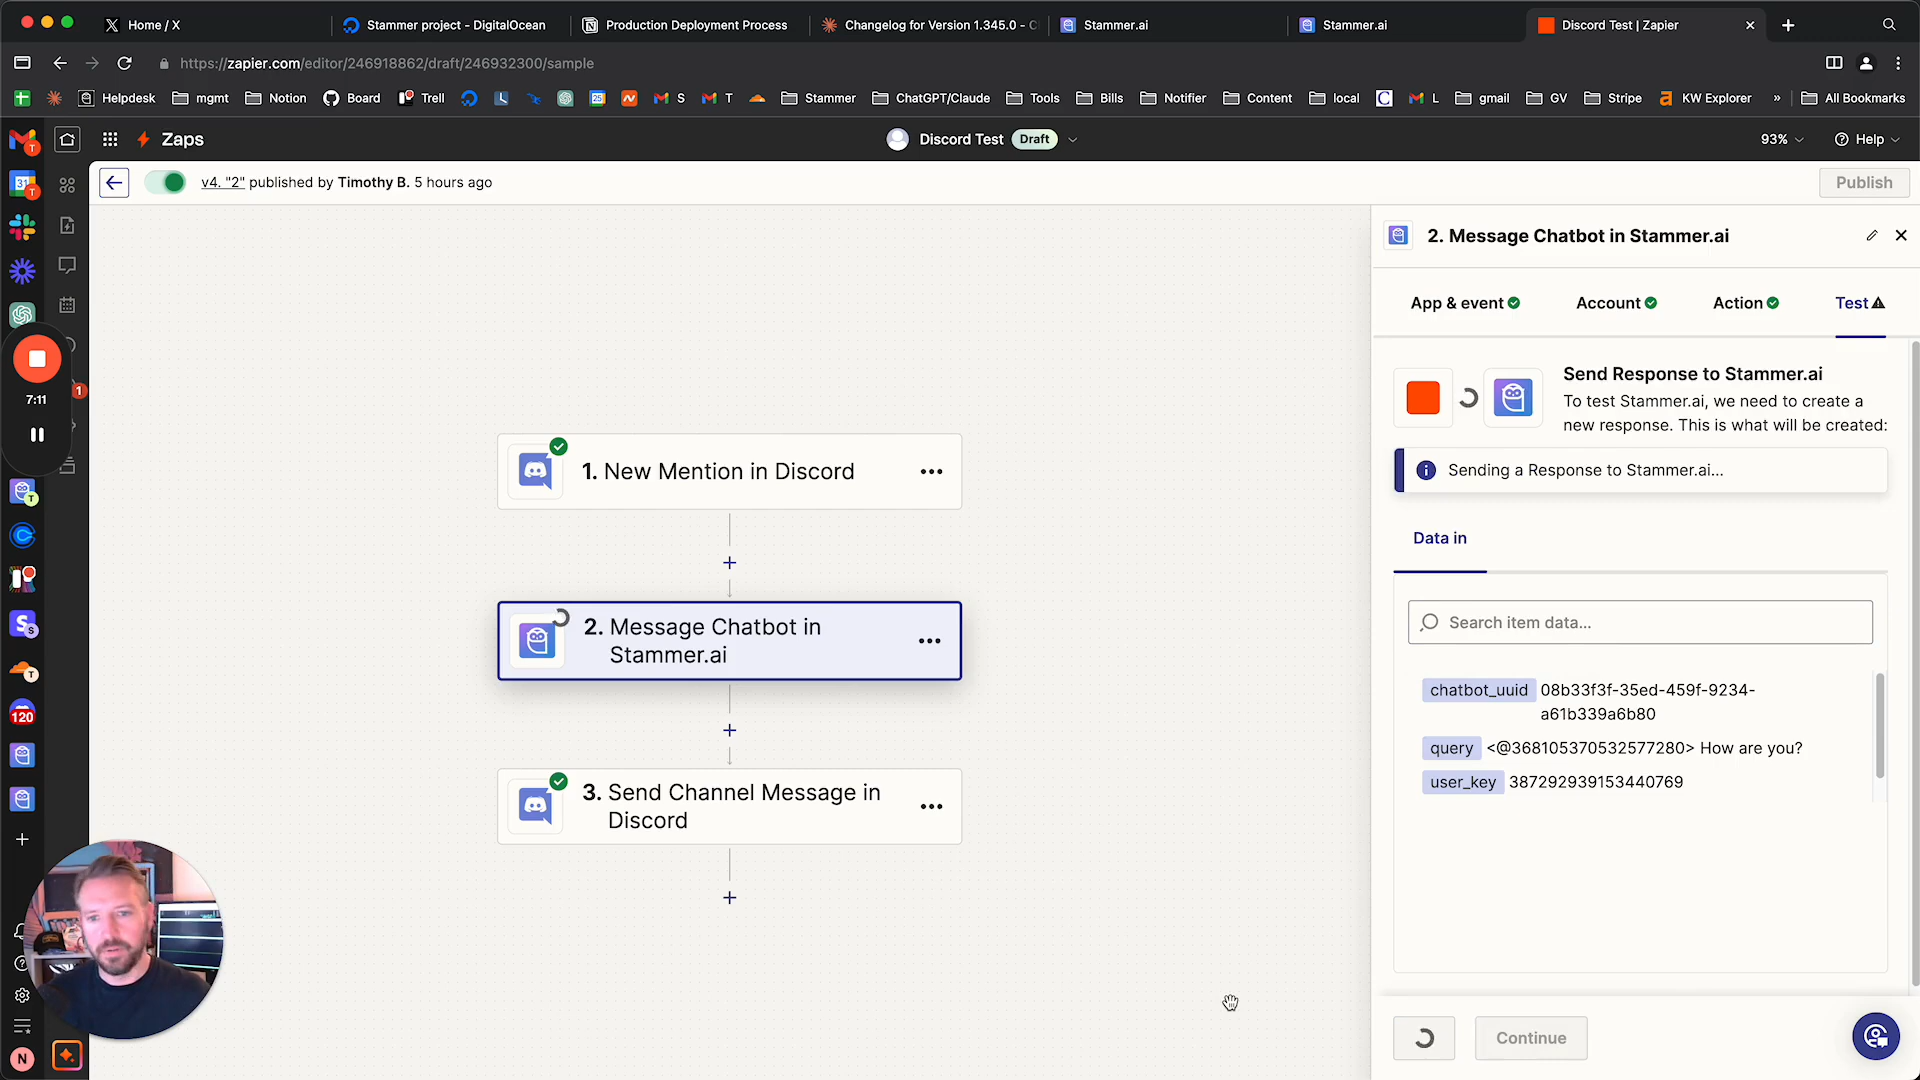 Home / X
Stammer project - DigitalOcean
Production Deployment Process
Changelog for Version 1.345.0 - C
Stammer.ai
Stammer.ai
Discord Test | Zapier
https://zapier.com/editor/246918862/draft/246932300/sample
Helpdesk
mgmt
Notion
Board
Trell
S
T
Stammer
ChatGPT/Claude
Tools
Bills
Notifier
Content
local
L
gmail
GV
Stripe
KW Explorer
»
All Bookmarks
Zaps
Discord Test
Draft
93%
Help
v4. "2" published by Timothy B. 5 hours ago
Publish
2. Message Chatbot in Stammer.ai
App & event
Account
Action
Test
Send Response to Stammer.ai
To test Stammer.ai, we need to create a
new response. This is what will be created:
Sending a Response to Stammer.ai...
Data in
Search item data...
chatbot_uuid 08b33f3f-35ed-459f-9234-
a61b339a6b80
query <@368105370532577280> How are you?
user_key 387292939153440769
Continue
1. New Mention in Discord
2. Message Chatbot in
Stammer.ai
3. Send Channel Message in
Discord
7:11
1
31
120
N